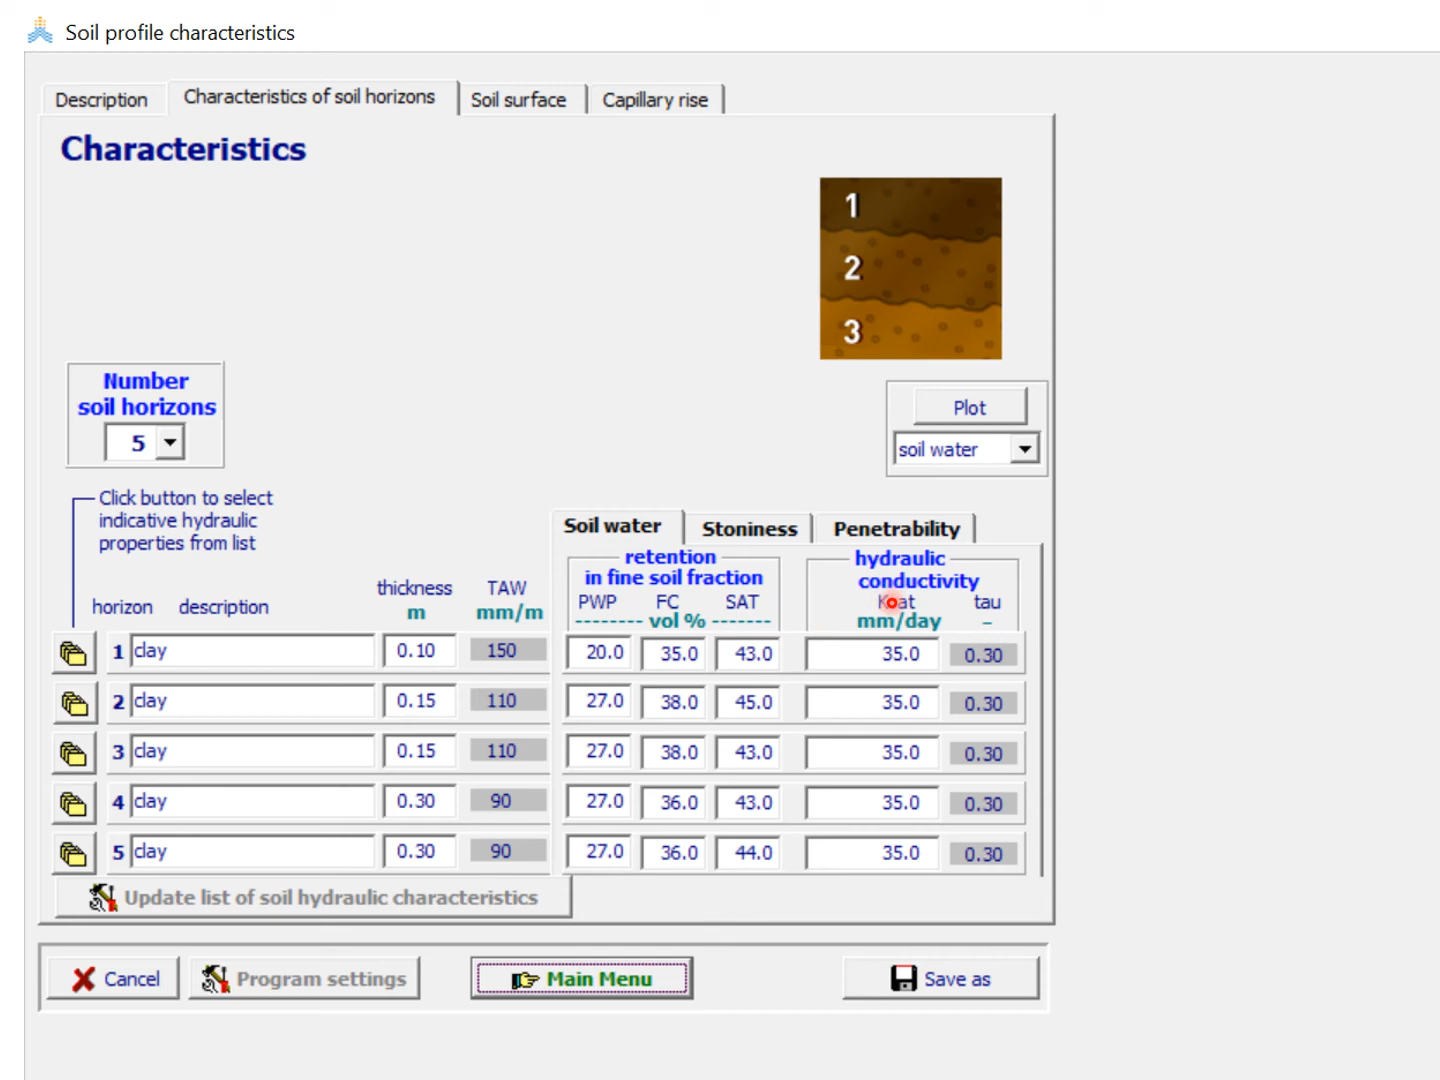 Soil profile characteristics
Description Characteristics of soil horizons Soil surface Capillary rise
Characteristics
1
2
3
Number
soil horizons
5
Plot
soil water
Click button to select
indicative hydraulic
properties from list
Soil water Stoniness Penetrability
retention
in fine soil fraction
hydraulic
conductivity
horizon description thickness TAW PWP FC SAT tau
m mm/m -------- vol % ------- mm/day –
1 clay 0.10 150 20.0 35.0 43.0 35.0 0.30
2 clay 0.15 110 27.0 38.0 45.0 35.0 0.30
3 clay 0.15 110 27.0 38.0 43.0 35.0 0.30
4 clay 0.30 90 27.0 36.0 43.0 35.0 0.30
5 clay 0.30 90 27.0 36.0 44.0 35.0 0.30
Update list of soil hydraulic characteristics
Cancel Program settings Main Menu Save as